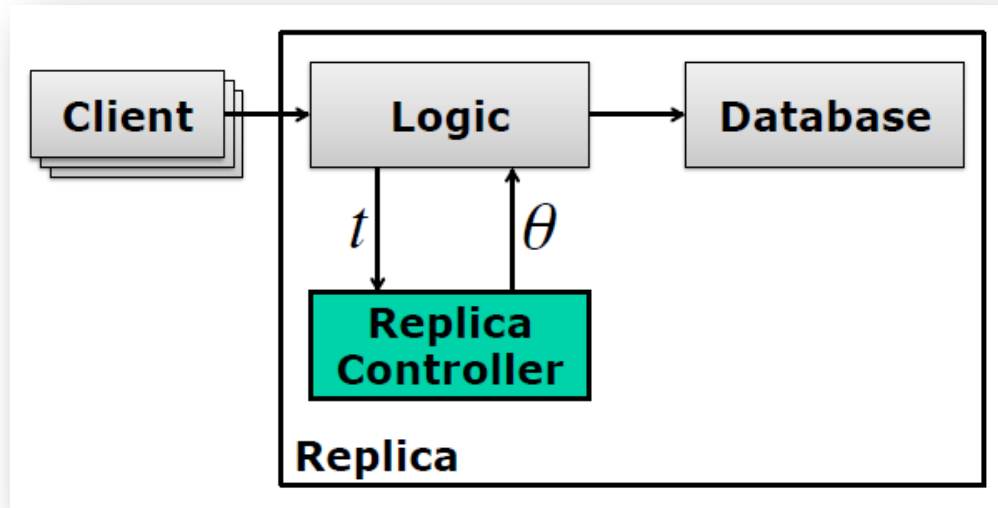 Client
Logic
Database
t
θ
Replica
Controller
Replica